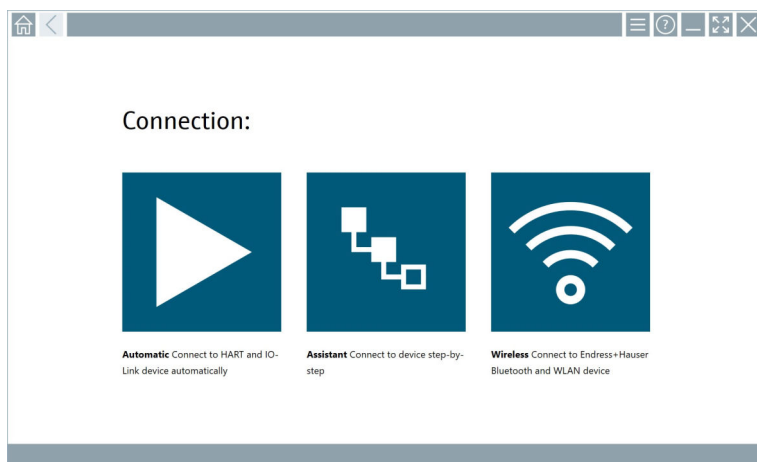 Connection:
Automatic Connect to HART and IO-
Link device automatically
Assistant Connect to device step-by-
step
Wireless Connect to Endress+Hauser
Bluetooth and WLAN device